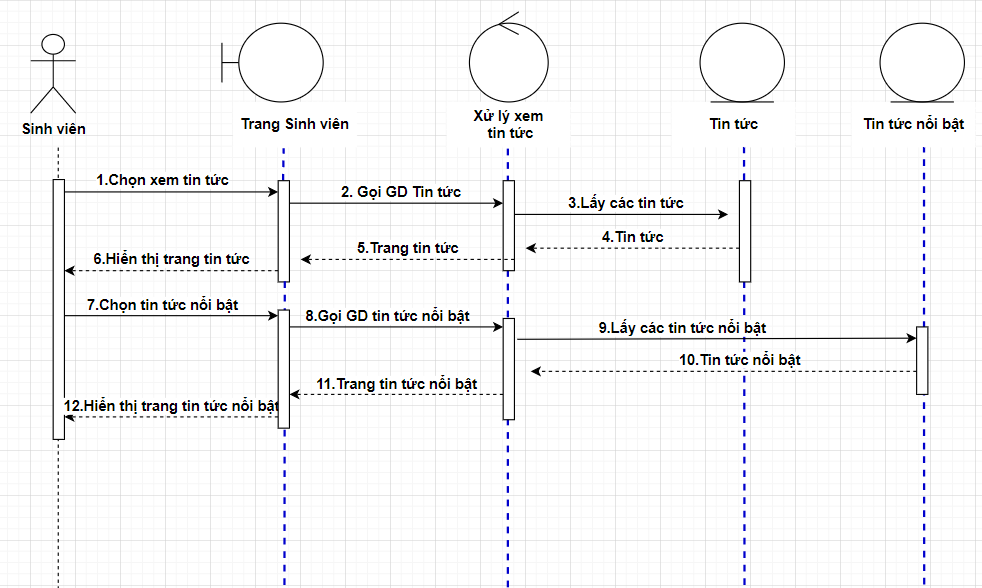 Sinh viên
Trang Sinh viên
Xử lý xem
tin tức
Tin tức
Tin tức nổi bật
1.Chọn xem tin tức
2. Gọi GD Tin tức
3.Lấy các tin tức
4.Tin tức
5.Trang tin tức
6.Hiển thị trang tin tức
7.Chọn tin tức nổi bật
8.Gọi GD tin tức nổi bật
9.Lấy các tin tức nổi bật
10.Tin tức nổi bật
11.Trang tin tức nổi bật
12.Hiển thị trang tin tức nổi bật